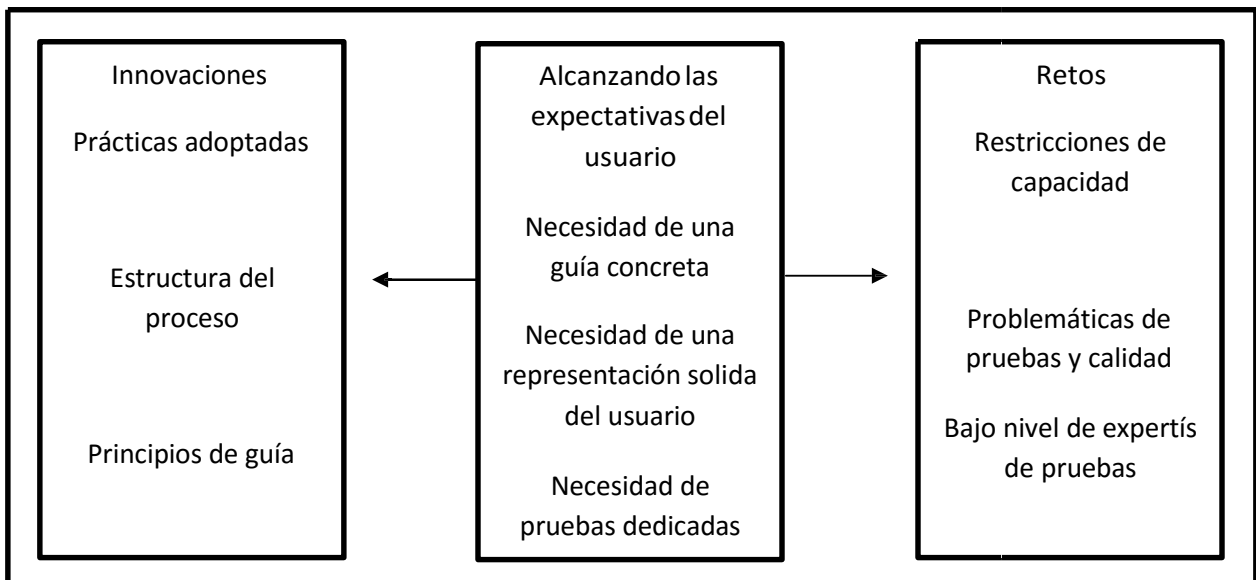 Innovaciones
Prácticas adoptadas
Estructura del
proceso
Principios de guía
Alcanzando las
expectativas del
usuario
Necesidad de una
guía concreta
Necesidad de una
representación solida
del usuario
Necesidad de
pruebas dedicadas
Retos
Restricciones de
capacidad
Problemáticas de
pruebas y calidad
Bajo nivel de expertís
de pruebas